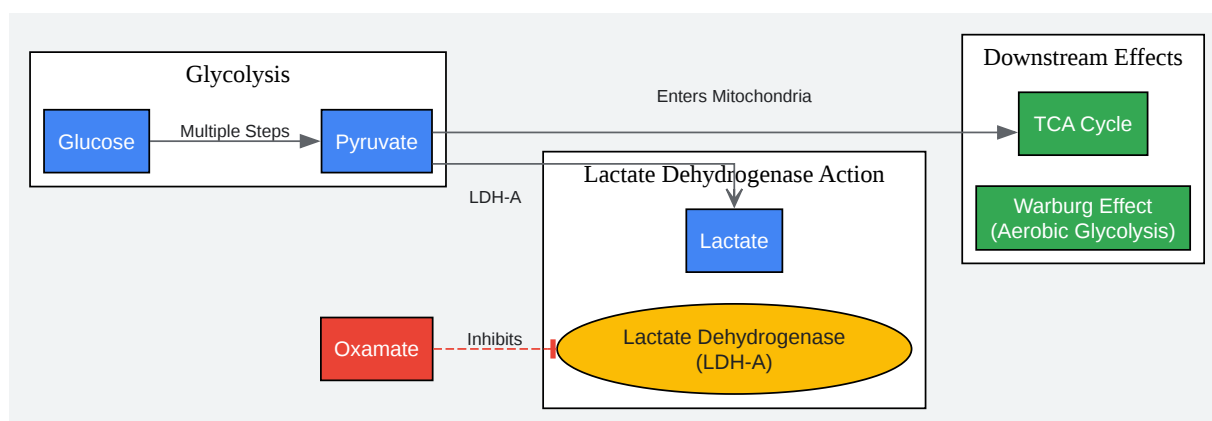 Glycolysis
Glucose
Multiple Steps
Pyruvate
Enters Mitochondria
LDH-A
Lactate Dehydrogenase Action
Lactate
Oxamate
Inhibits
Lactate Dehydrogenase
(LDH-A)
Downstream Effects
TCA Cycle
Warburg Effect
(Aerobic Glycolysis)